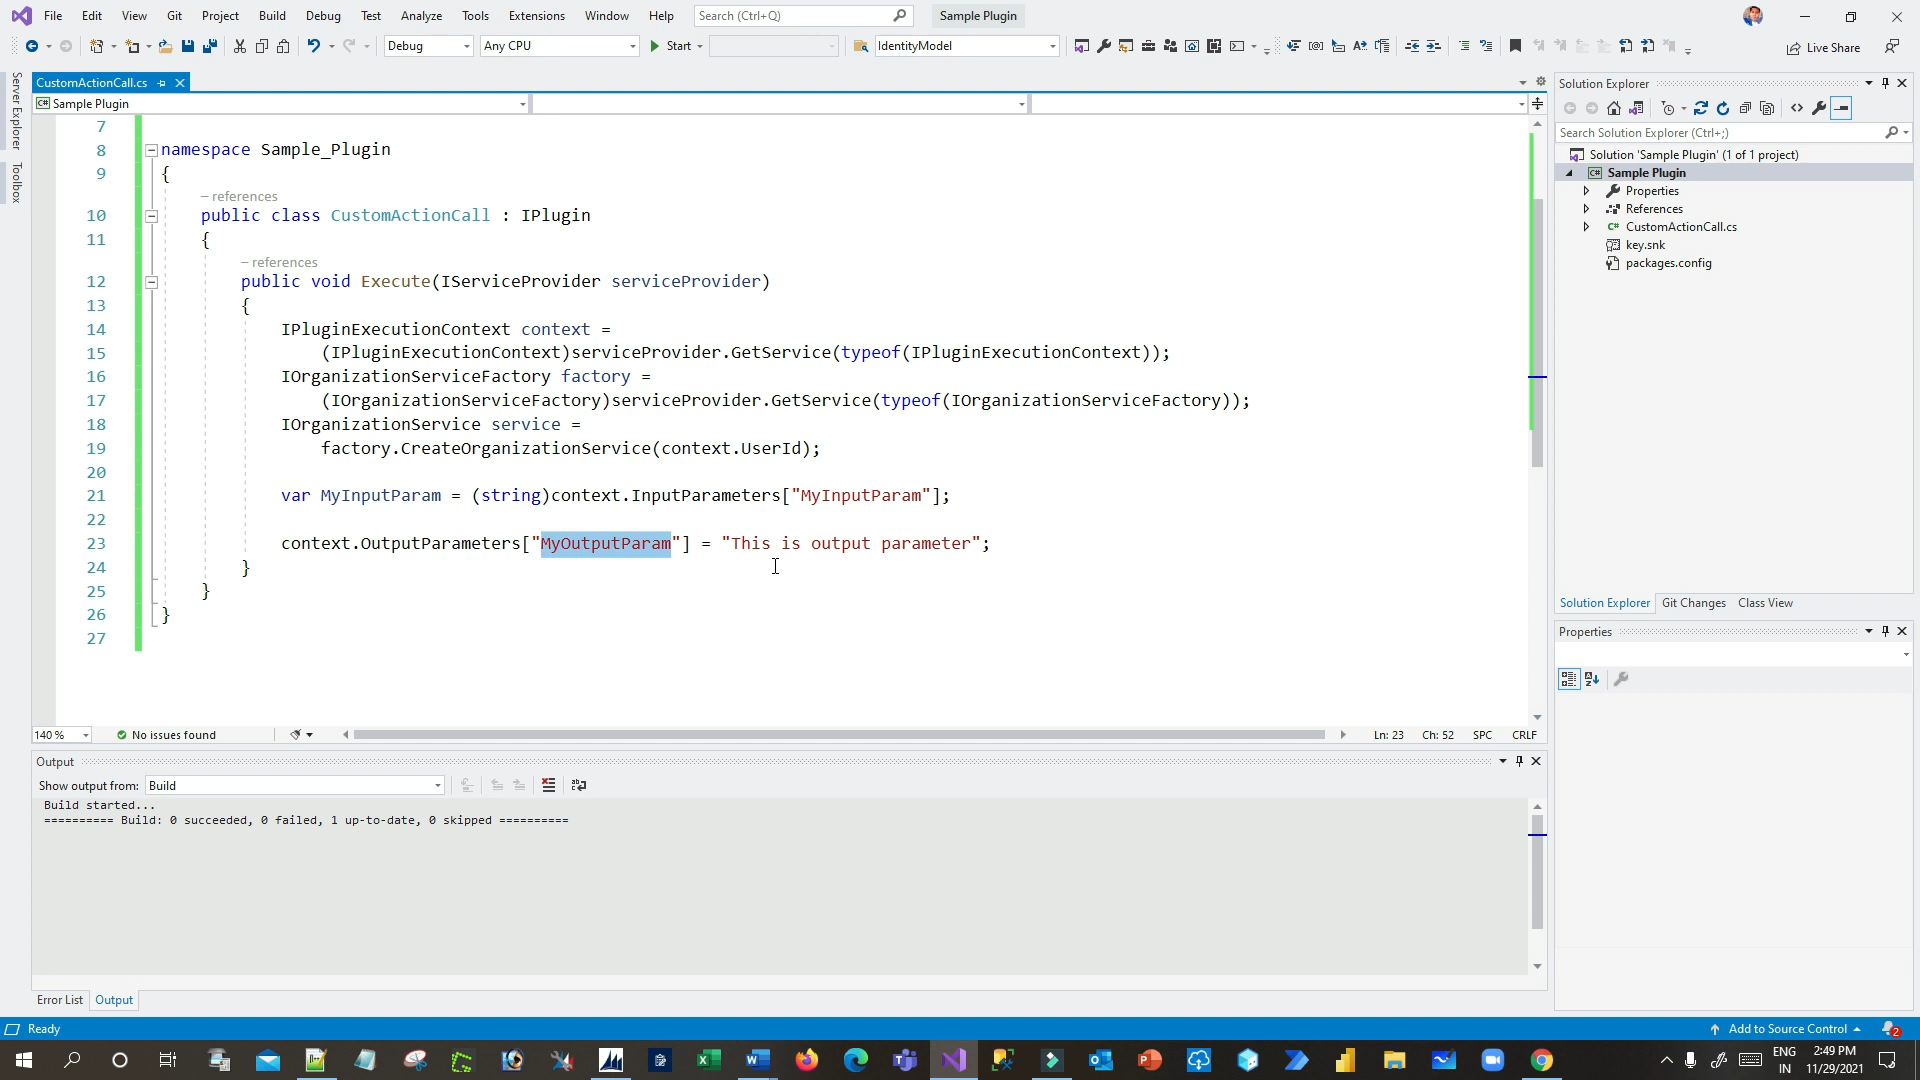 File Edit View Git Project Build Debug Test Analyze Tools Extensions Window Help Search (Ctrl+Q) Sample Plugin
Debug Any CPU Start IdentityModel Live Share
Server Explorer
Toolbox
CustomActionCall.cs
C# Sample Plugin
7
8 namespace Sample_Plugin
9 {
– references
10 public class CustomActionCall : IPlugin
11 {
– references
12 public void Execute(IServiceProvider serviceProvider)
13 {
14 IPluginExecutionContext context =
15 (IPluginExecutionContext)serviceProvider.GetService(typeof(IPluginExecutionContext));
16 IOrganizationServiceFactory factory =
17 (IOrganizationServiceFactory)serviceProvider.GetService(typeof(IOrganizationServiceFactory));
18 IOrganizationService service =
19 factory.CreateOrganizationService(context.UserId);
20
21 var MyInputParam = (string)context.InputParameters["MyInputParam"];
22
23 context.OutputParameters["MyOutputParam"] = "This is output parameter";
24 }
25 }
26 }
27
140 % No issues found Ln: 23 Ch: 52 SPC CRLF
Output
Show output from: Build
Build started...
========== Build: 0 succeeded, 0 failed, 1 up-to-date, 0 skipped ==========
Error List Output
Solution Explorer
Search Solution Explorer (Ctrl+;)
Solution 'Sample Plugin' (1 of 1 project)
C# Sample Plugin
Properties
References
C# CustomActionCall.cs
key.snk
packages.config
Solution Explorer Git Changes Class View
Properties
Ready Add to Source Control 2
ENG
IN
2:49 PM
11/29/2021